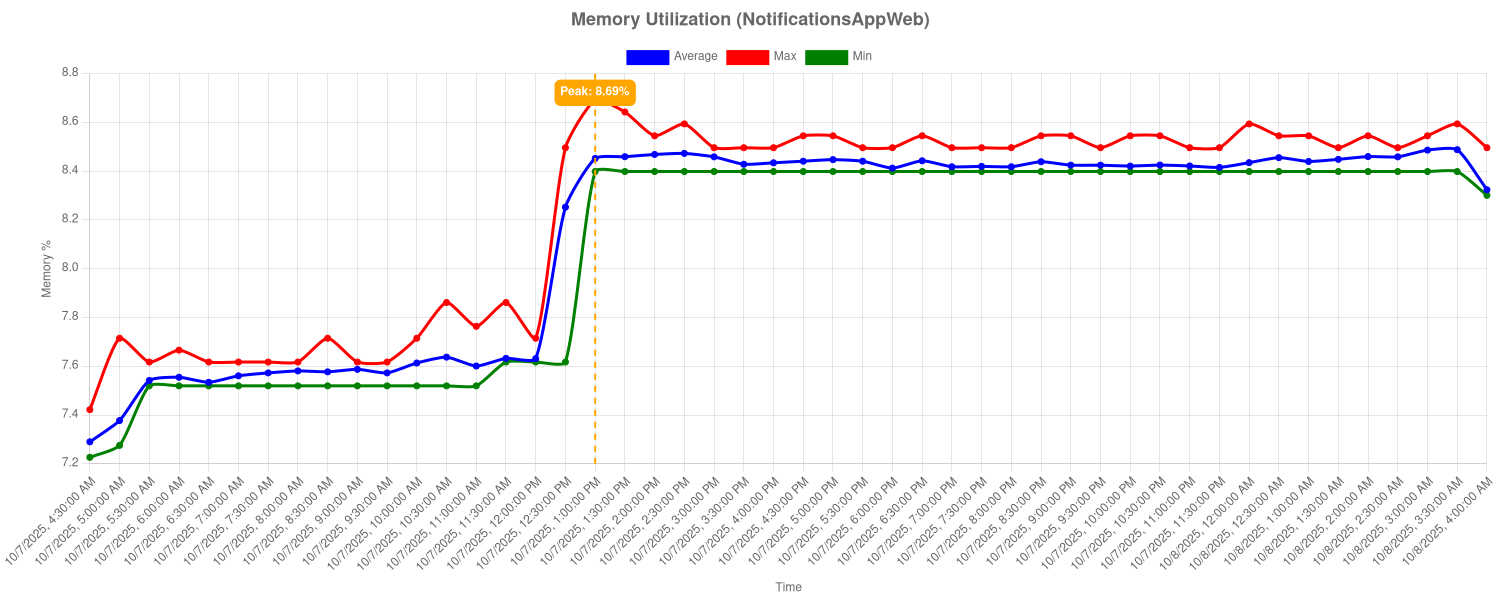 Memory Utilization (NotificationsAppWeb)
Average Max Min
Peak: 8.69%
8.8
8.6
8.4
8.2
8.0
7.8
7.6
7.4
7.2
Memory %
10/7/2025, 4:30:00 AM
10/7/2025, 5:00:00 AM
10/7/2025, 5:30:00 AM
10/7/2025, 6:00:00 AM
10/7/2025, 6:30:00 AM
10/7/2025, 7:00:00 AM
10/7/2025, 7:30:00 AM
10/7/2025, 8:00:00 AM
10/7/2025, 8:30:00 AM
10/7/2025, 9:00:00 AM
10/7/2025, 9:30:00 AM
10/7/2025, 10:00:00 AM
10/7/2025, 10:30:00 AM
10/7/2025, 11:00:00 AM
10/7/2025, 11:30:00 AM
10/7/2025, 12:00:00 PM
10/7/2025, 12:30:00 PM
10/7/2025, 1:00:00 PM
10/7/2025, 1:30:00 PM
10/7/2025, 2:00:00 PM
10/7/2025, 2:30:00 PM
10/7/2025, 3:00:00 PM
10/7/2025, 3:30:00 PM
10/7/2025, 4:00:00 PM
10/7/2025, 4:30:00 PM
10/7/2025, 5:00:00 PM
10/7/2025, 5:30:00 PM
10/7/2025, 6:00:00 PM
10/7/2025, 6:30:00 PM
10/7/2025, 7:00:00 PM
10/7/2025, 7:30:00 PM
10/7/2025, 8:00:00 PM
10/7/2025, 8:30:00 PM
10/7/2025, 9:00:00 PM
10/7/2025, 9:30:00 PM
10/7/2025, 10:00:00 PM
10/7/2025, 10:30:00 PM
10/7/2025, 11:00:00 PM
10/7/2025, 11:30:00 PM
10/8/2025, 12:00:00 AM
10/8/2025, 12:30:00 AM
10/8/2025, 1:00:00 AM
10/8/2025, 1:30:00 AM
10/8/2025, 2:00:00 AM
10/8/2025, 2:30:00 AM
10/8/2025, 3:00:00 AM
10/8/2025, 3:30:00 AM
10/8/2025, 4:00:00 AM
Time